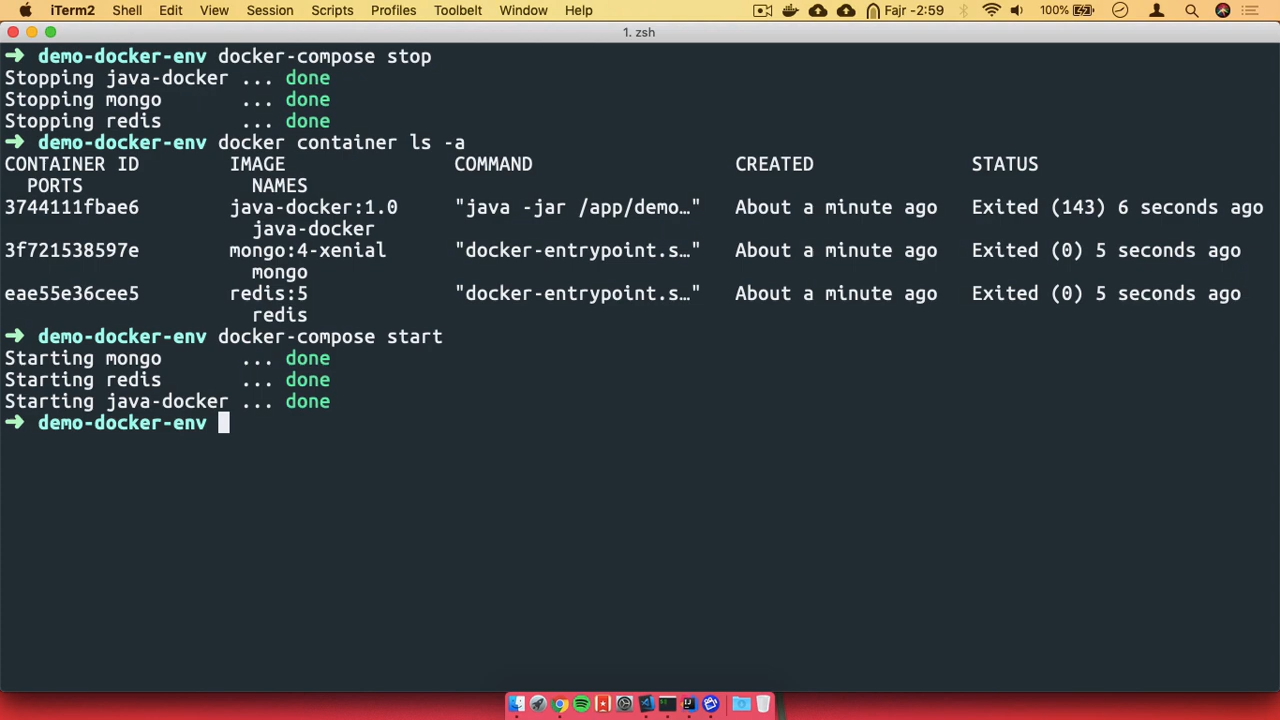 iTerm2 Shell Edit View Session Scripts Profiles Toolbelt Window Help Fajr -2:59 100%
1. zsh
➜ demo-docker-env docker-compose stop
Stopping java-docker ... done
Stopping mongo ... done
Stopping redis ... done
➜ demo-docker-env docker container ls -a
CONTAINER ID IMAGE COMMAND CREATED STATUS
PORTS NAMES
3744111fbae6 java-docker:1.0 "java -jar /app/demo…" About a minute ago Exited (143) 6 seconds ago
java-docker
3f721538597e mongo:4-xenial "docker-entrypoint.s…" About a minute ago Exited (0) 5 seconds ago
mongo
eae55e36cee5 redis:5 "docker-entrypoint.s…" About a minute ago Exited (0) 5 seconds ago
redis
➜ demo-docker-env docker-compose start
Starting mongo ... done
Starting redis ... done
Starting java-docker ... done
➜ demo-docker-env